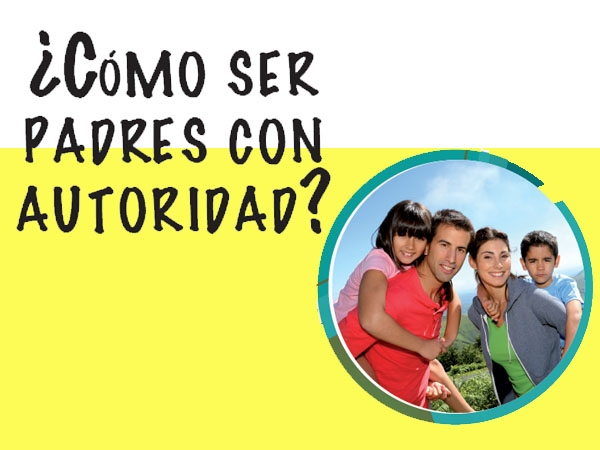 ¿Cómo ser
padres con
autoridad?